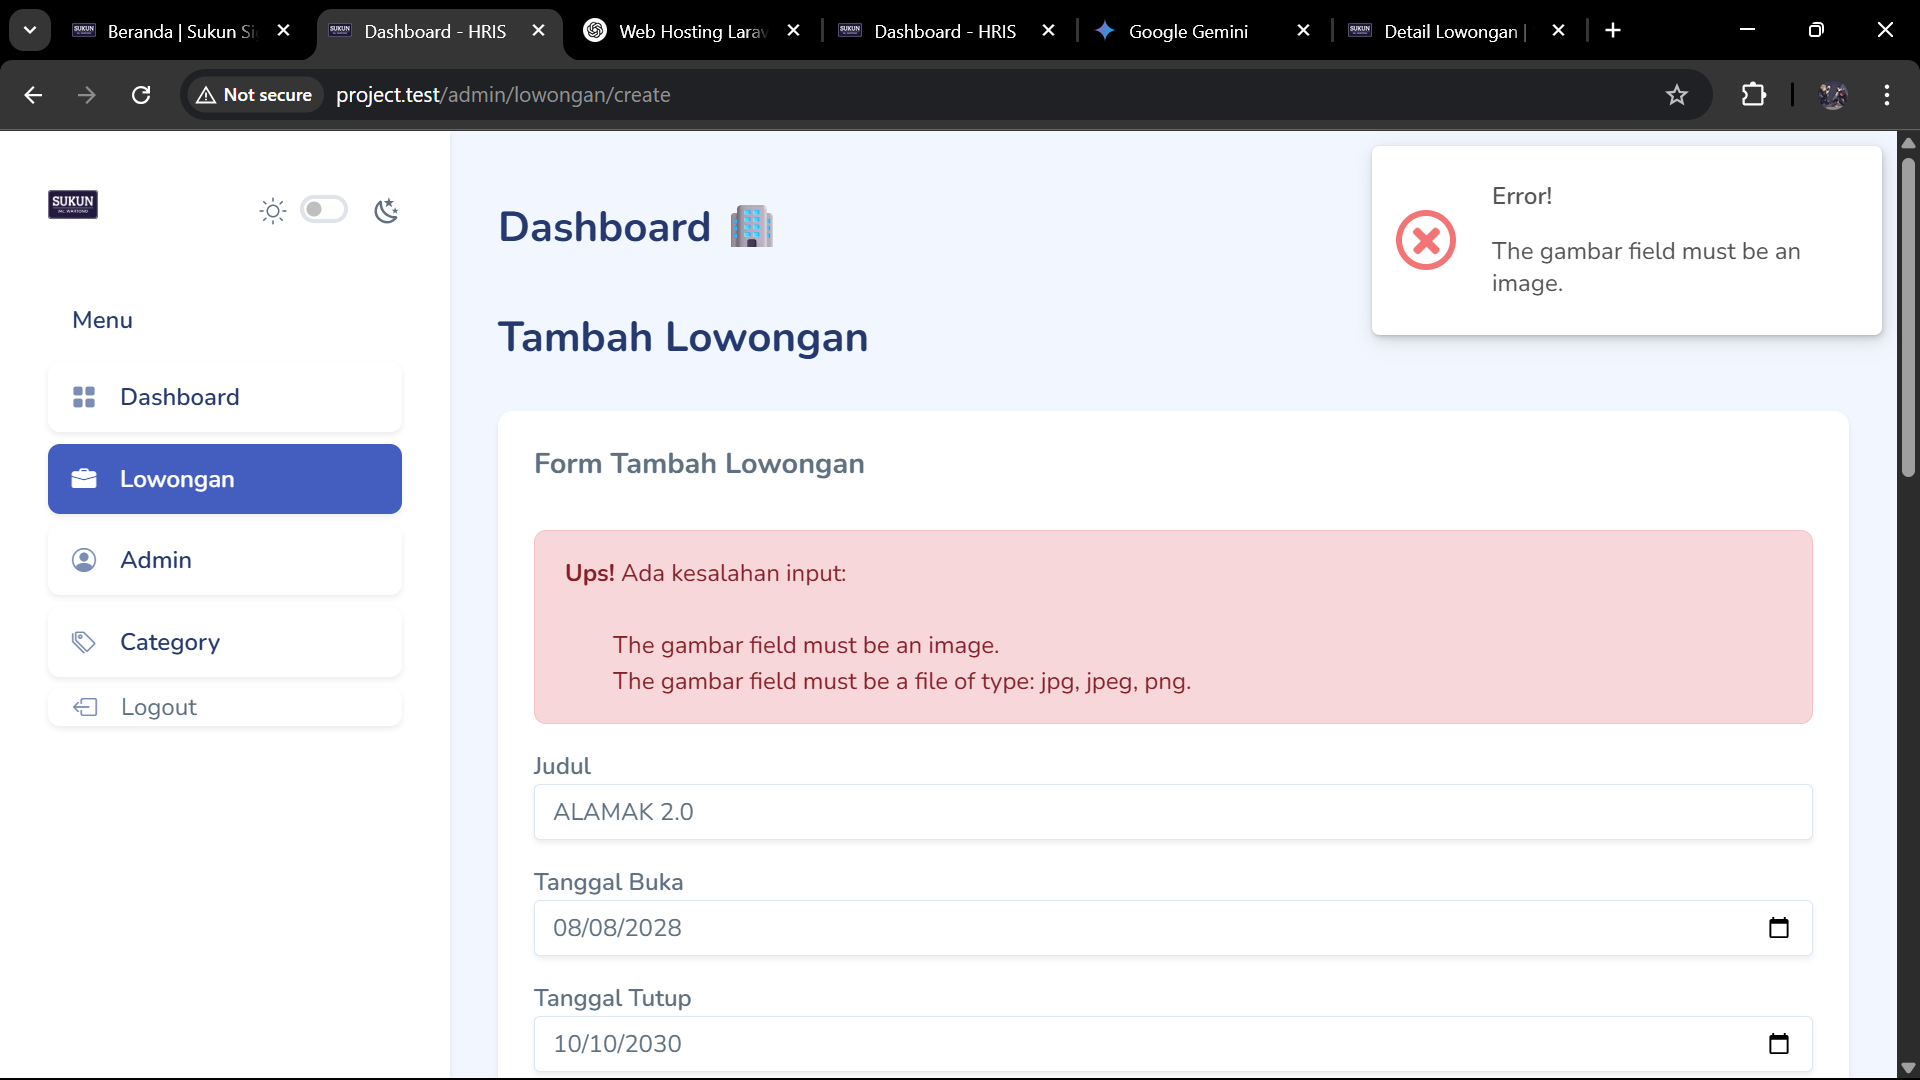 Beranda | Sukun Si
Dashboard - HRIS
Web Hosting Larav
Dashboard - HRIS
Google Gemini
Detail Lowongan |
Not secure
project.test/admin/lowongan/create
SUKUN
Menu
Dashboard
Lowongan
Admin
Category
Logout
Dashboard
Tambah Lowongan
Error!
The gambar field must be an
image.
Form Tambah Lowongan
Ups! Ada kesalahan input:
The gambar field must be an image.
The gambar field must be a file of type: jpg, jpeg, png.
Judul
ALAMAK 2.0
Tanggal Buka
08/08/2028
Tanggal Tutup
10/10/2030